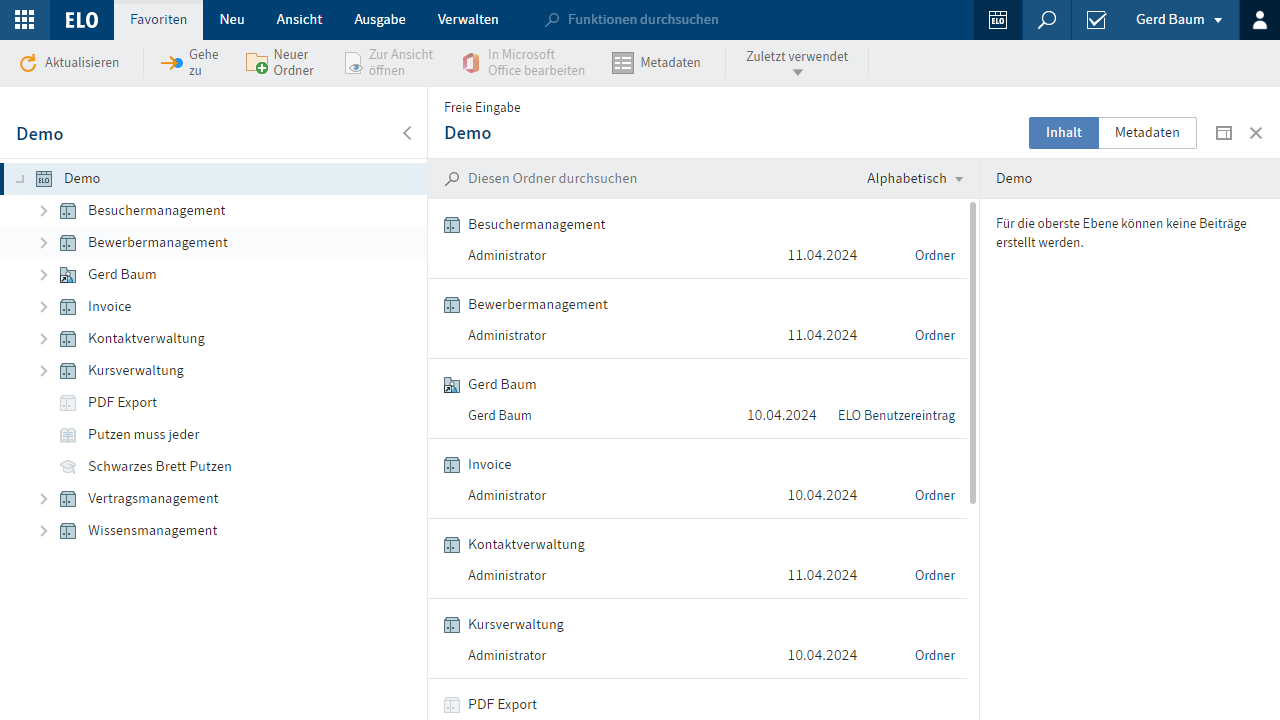 ELO Favoriten Neu Ansicht Ausgabe Verwalten Funktionen durchsuchen ELO Gerd Baum
Aktualisieren
Gehe
zu
Neuer
Ordner
Zur Ansicht
öffnen
In Microsoft
Office bearbeiten
Metadaten
Zuletzt verwendet
Demo
ELO Demo
Besuchermanagement
Bewerbermanagement
Gerd Baum
Invoice
Kontaktverwaltung
Kursverwaltung
PDF Export
Putzen muss jeder
Schwarzes Brett Putzen
Vertragsmanagement
Wissensmanagement
Freie Eingabe
Demo
Inhalt Metadaten
Diesen Ordner durchsuchen Alphabetisch
Besuchermanagement
Administrator 11.04.2024 Ordner
Bewerbermanagement
Administrator 11.04.2024 Ordner
Gerd Baum
Gerd Baum 10.04.2024 ELO Benutzereintrag
Invoice
Administrator 10.04.2024 Ordner
Kontaktverwaltung
Administrator 11.04.2024 Ordner
Kursverwaltung
Administrator 10.04.2024 Ordner
PDF Export
Demo
Für die oberste Ebene können keine Beiträge
erstellt werden.